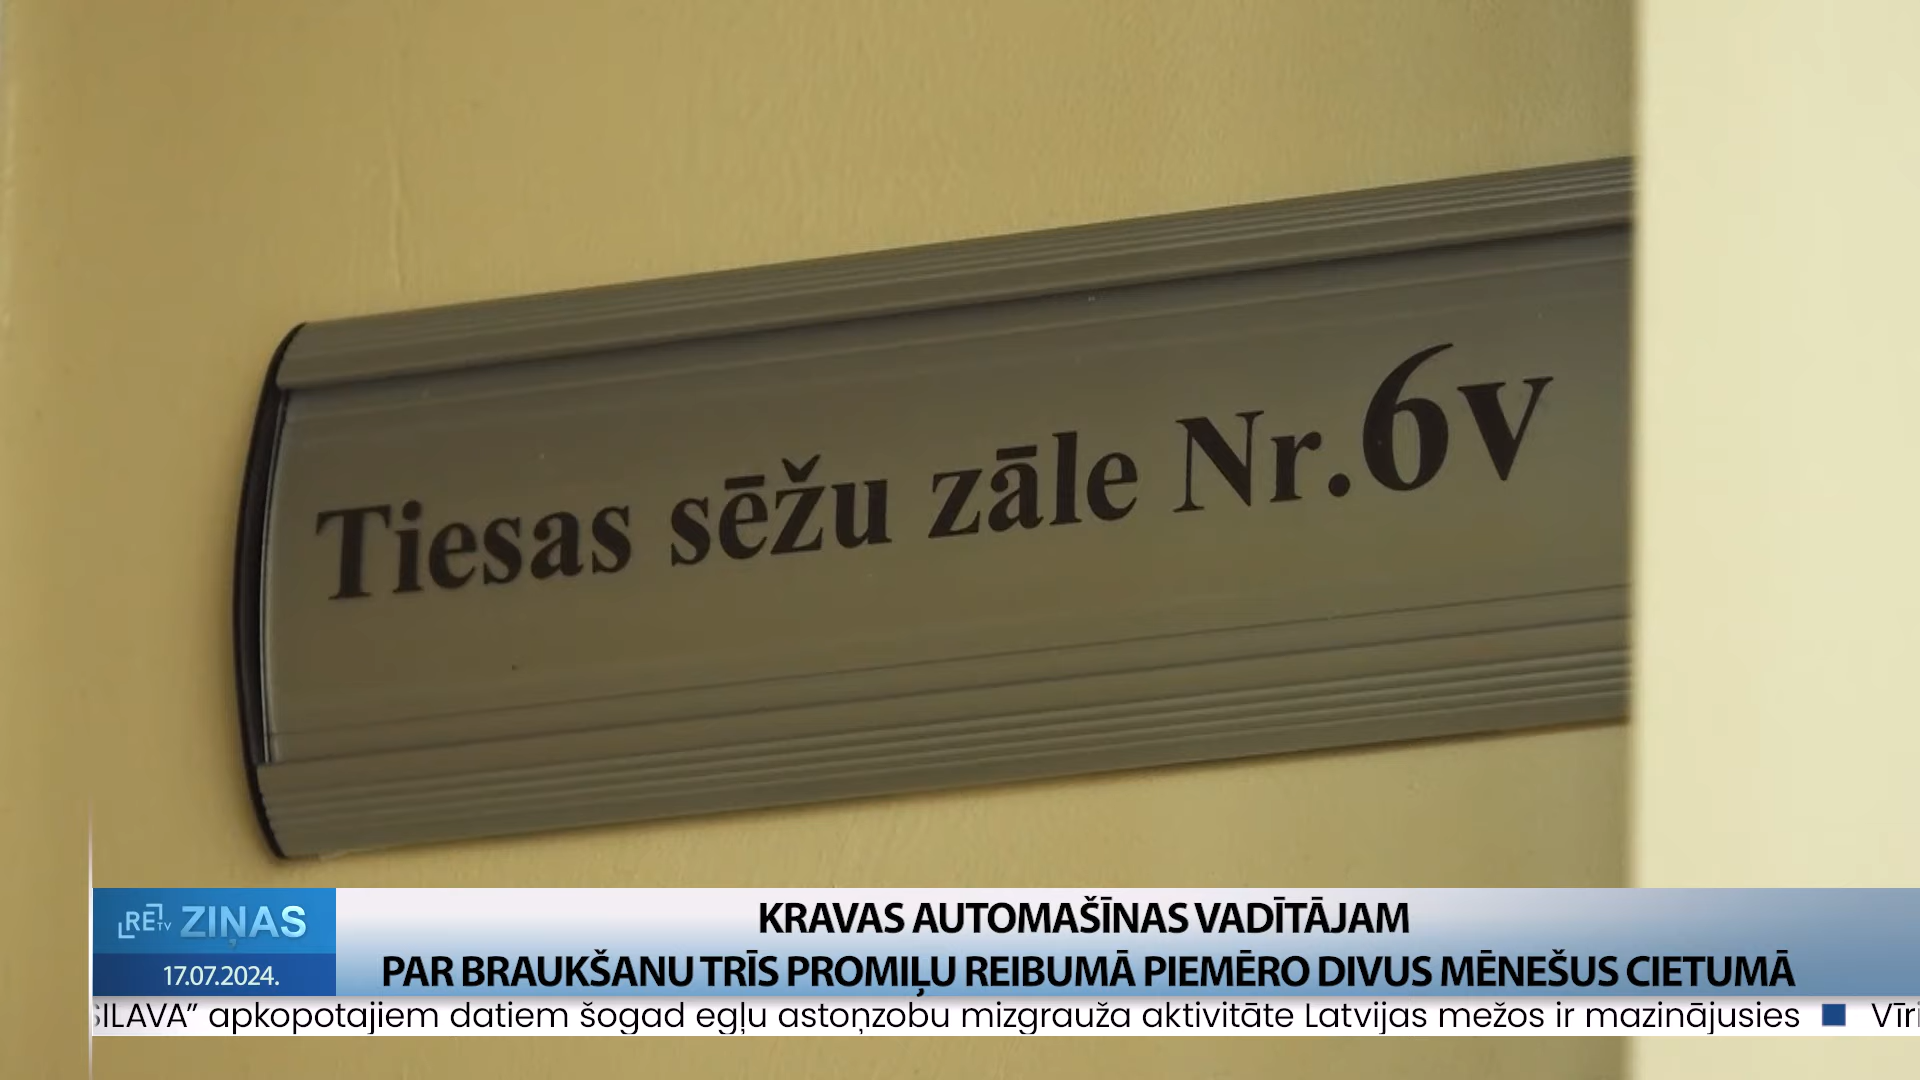 Tiesas sēžu zāle Nr.6v
RE TV ZIŅAS
17.07.2024.
KRAVAS AUTOMAŠĪNAS VADĪTĀJAM
PAR BRAUKŠANU TRĪS PROMIĻU REIBUMĀ PIEMĒRO DIVUS MĒNEŠUS CIETUMĀ
SILAVA” apkopotajiem datiem šogad egļu astoņzobu mizgrauža aktivitāte Latvijas mežos ir mazinājusies ■